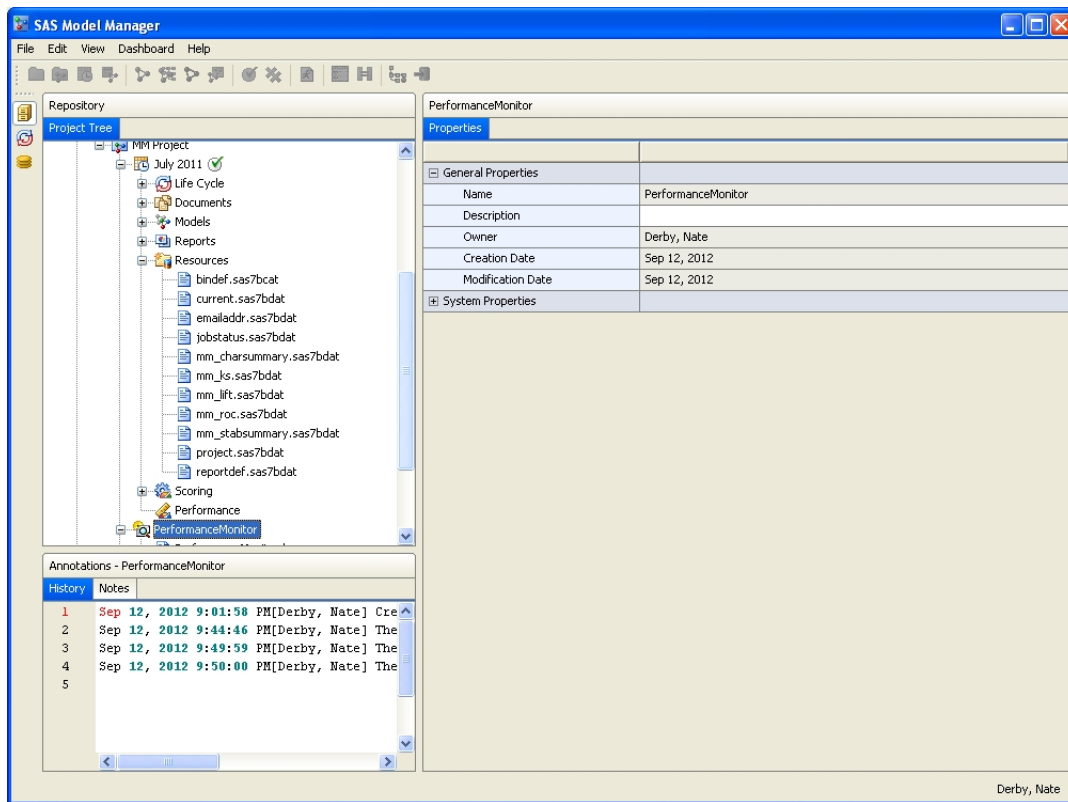 SAS Model Manager
File Edit View Dashboard Help
Repository
Project Tree
MM Project
July 2011
Life Cycle
Documents
Models
Reports
Resources
bindef.sas7bcat
current.sas7bdat
emailaddr.sas7bdat
jobstatus.sas7bdat
mm_charsummary.sas7bdat
mm_ks.sas7bdat
mm_lift.sas7bdat
mm_roc.sas7bdat
mm_stabsummary.sas7bdat
project.sas7bdat
reportdef.sas7bdat
Scoring
Performance
PerformanceMonitor
Annotations - PerformanceMonitor
History Notes
1 Sep 12, 2012 9:01:58 PM[Derby, Nate] Cre
2 Sep 12, 2012 9:44:46 PM[Derby, Nate] The
3 Sep 12, 2012 9:49:59 PM[Derby, Nate] The
4 Sep 12, 2012 9:50:00 PM[Derby, Nate] The
5
PerformanceMonitor
Properties
General Properties
Name PerformanceMonitor
Description
Owner Derby, Nate
Creation Date Sep 12, 2012
Modification Date Sep 12, 2012
System Properties
Derby, Nate